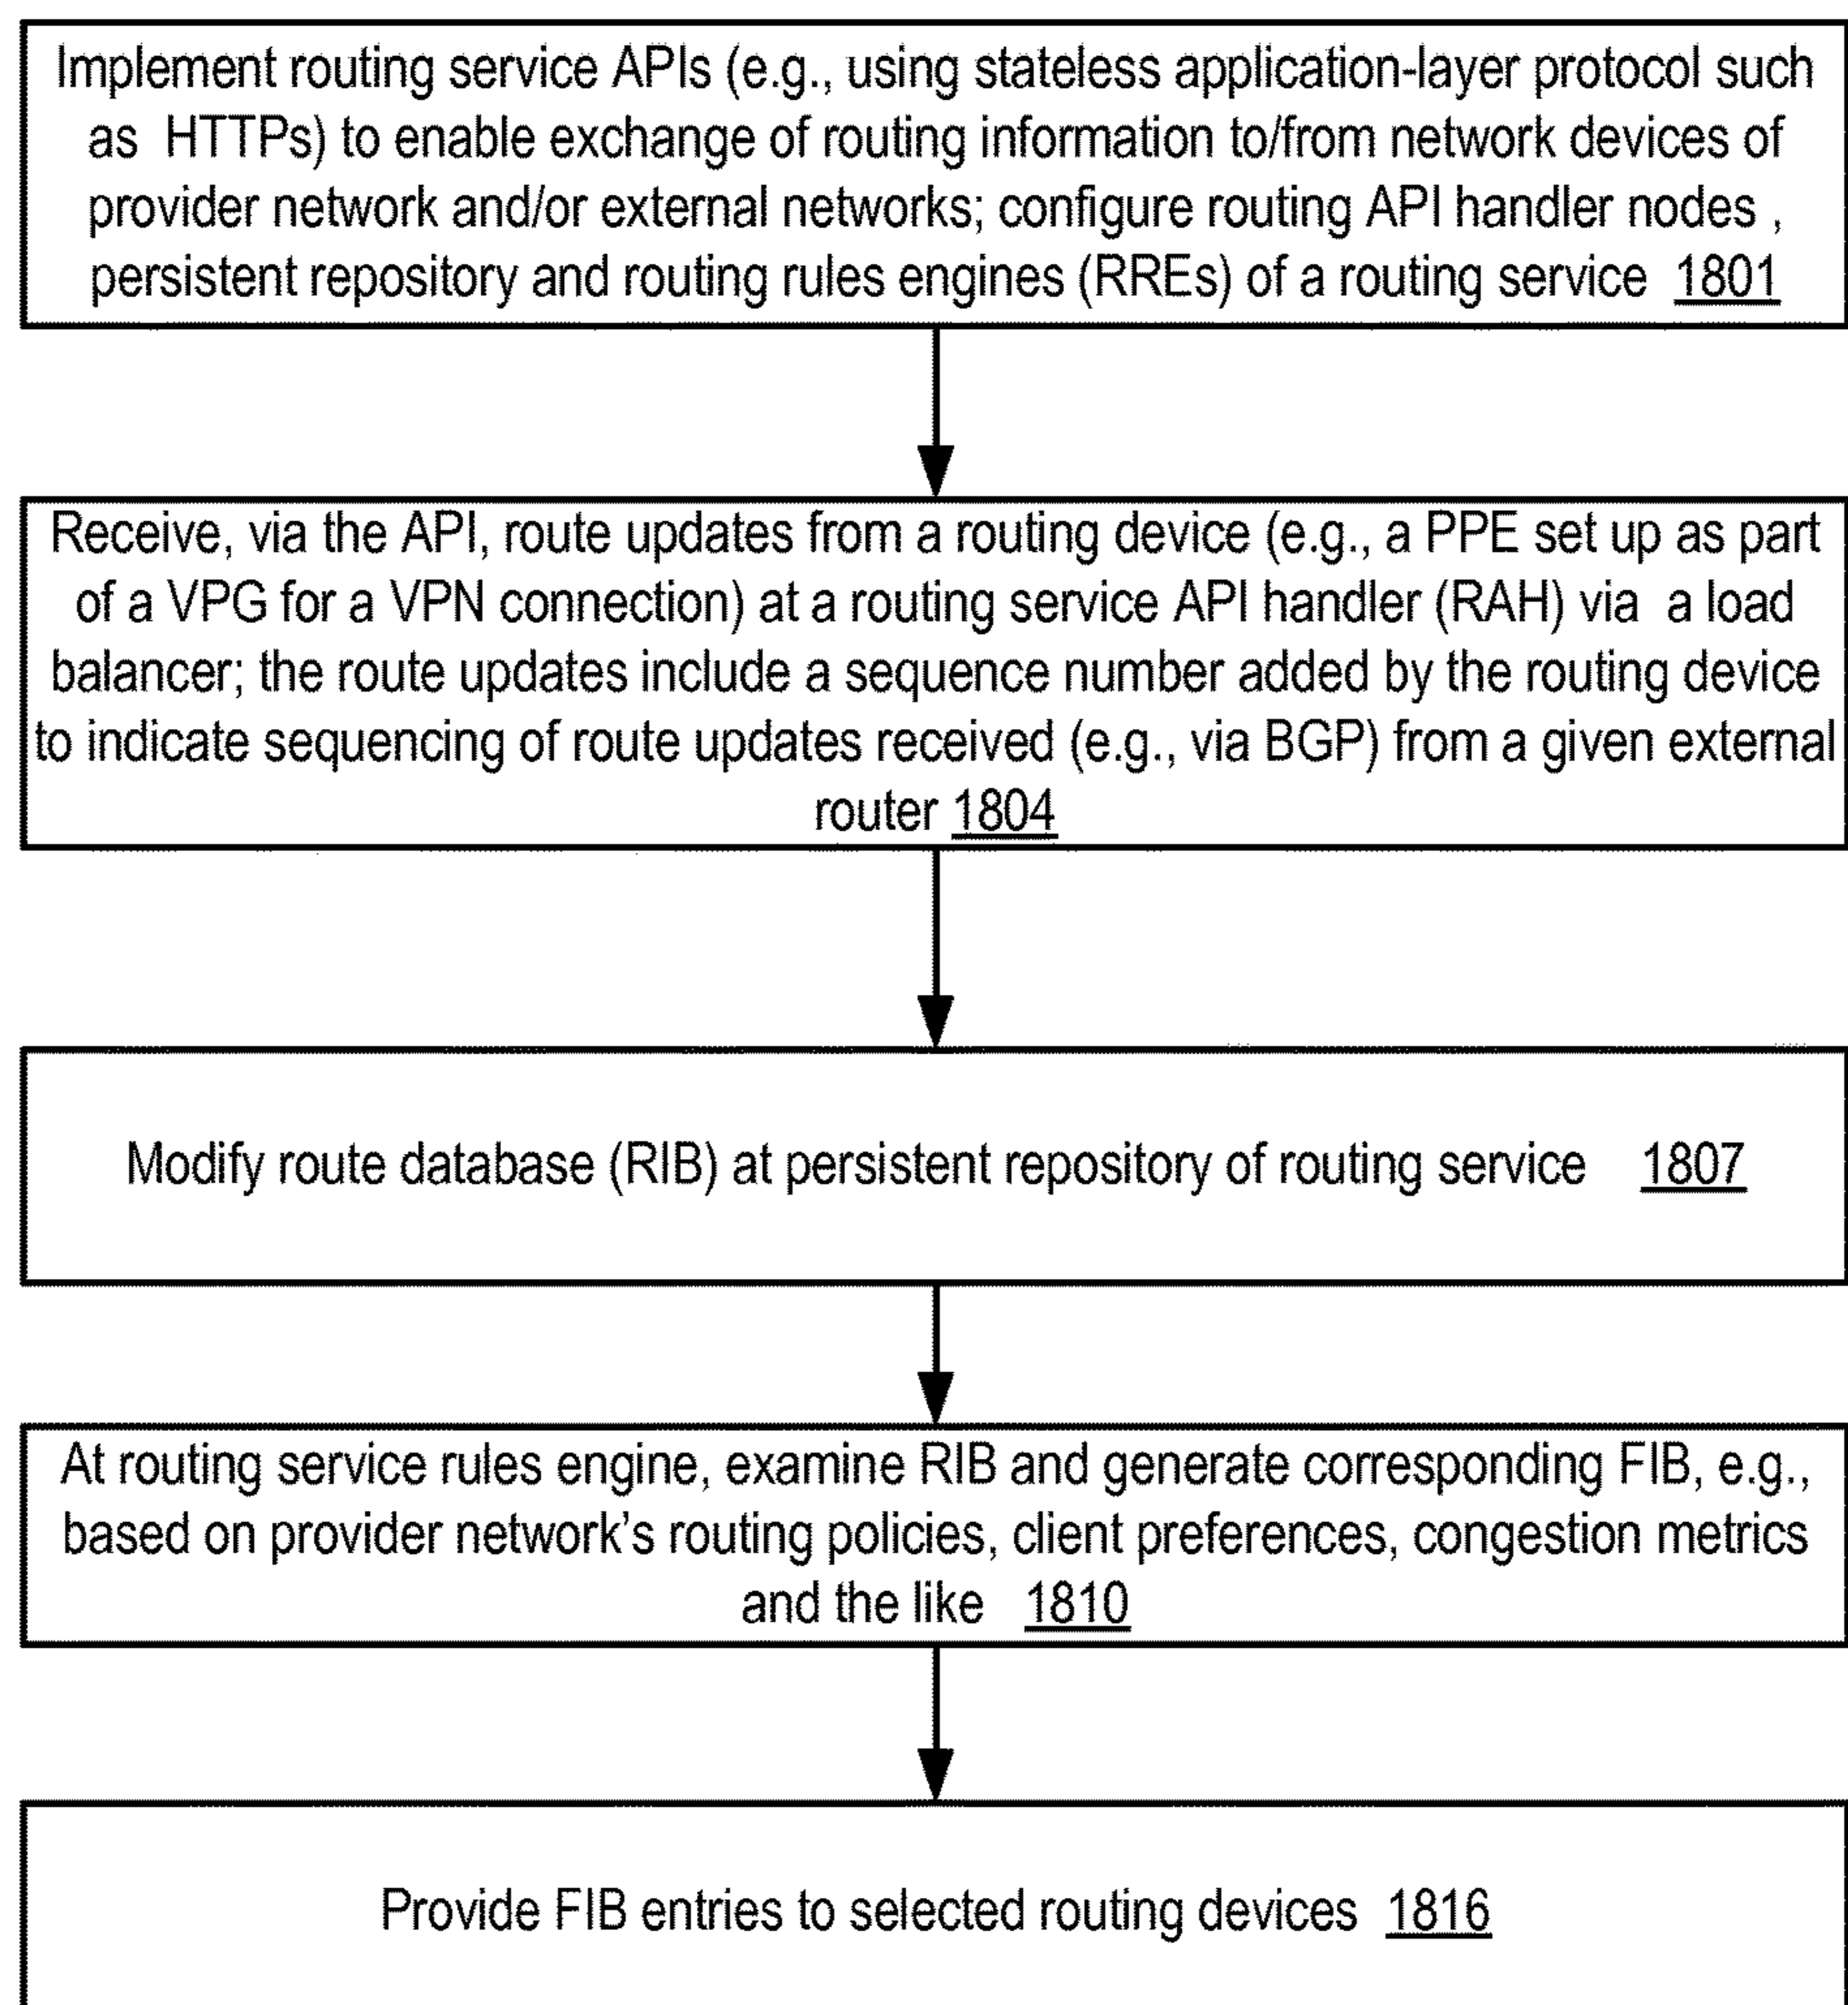 Implement routing service APIs (e.g., using stateless application-layer protocol such
as HTTPs) to enable exchange of routing information to/from network devices of
provider network and/or external networks; configure routing API handler nodes ,
persistent repository and routing rules engines (RREs) of a routing service 1801
Receive, via the API, route updates from a routing device (e.g., a PPE set up as part
of a VPG for a VPN connection) at a routing service API handler (RAH) via a load
balancer; the route updates include a sequence number added by the routing device
to indicate sequencing of route updates received (e.g., via BGP) from a given external
router 1804
Modify route database (RIB) at persistent repository of routing service 1807
At routing service rules engine, examine RIB and generate corresponding FIB, e.g.,
based on provider network's routing policies, client preferences, congestion metrics
and the like 1810
Provide FIB entries to selected routing devices 1816